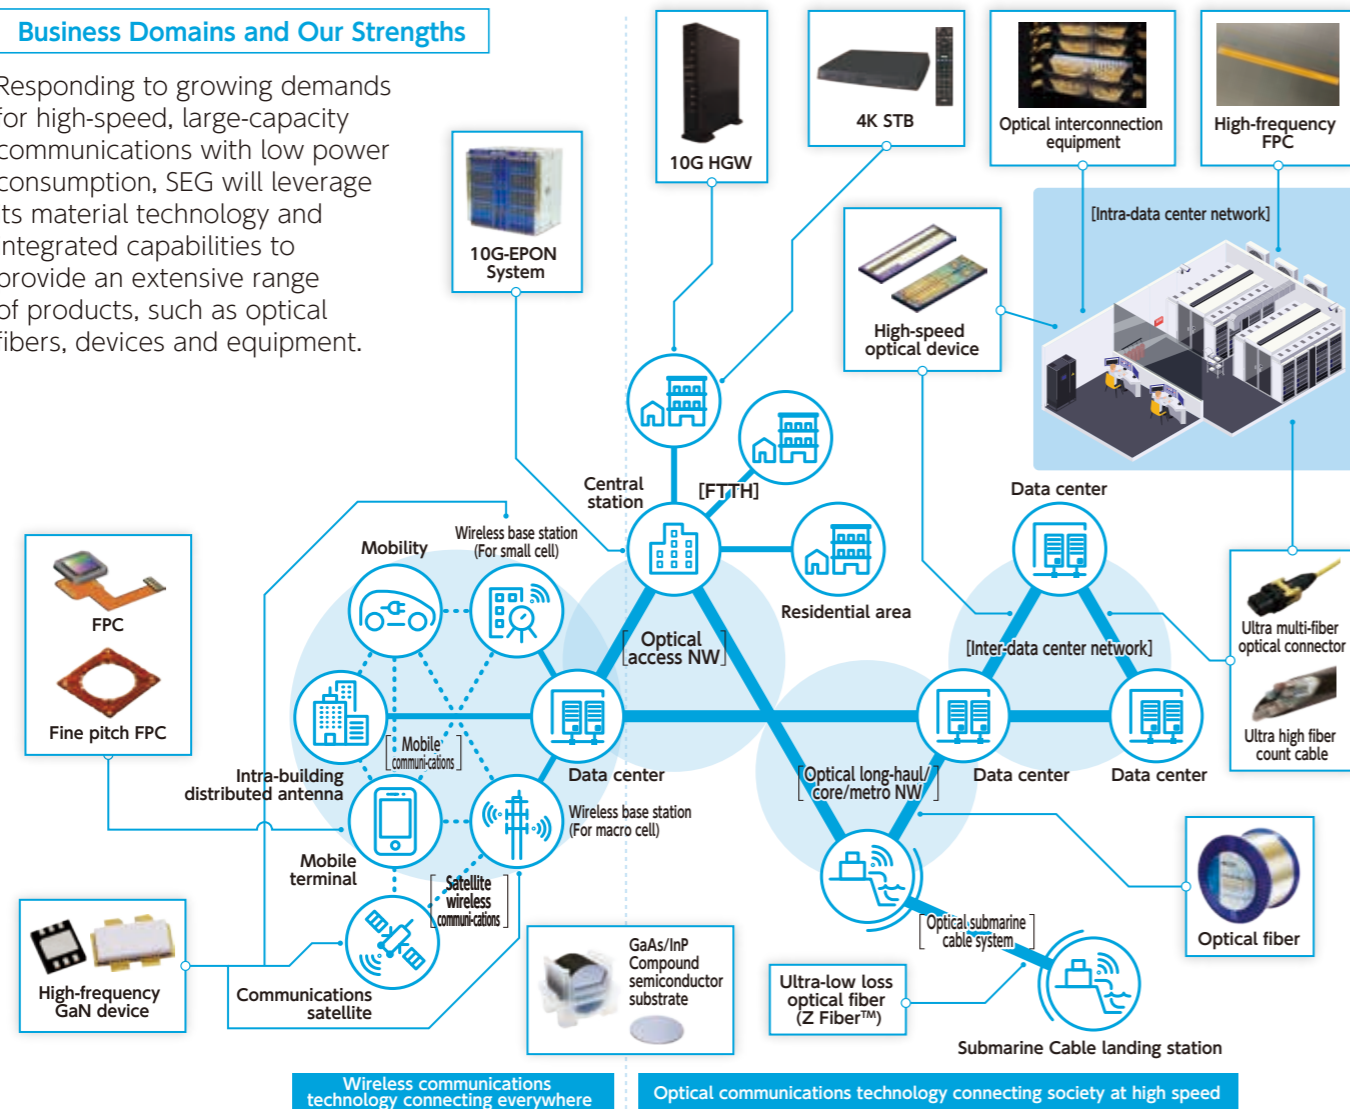 Business Domains and Our Strengths
Responding to growing demands
for high-speed, large-capacity
communications with low power
consumption, SEG will leverage
its material technology and
integrated capabilities to
provide an extensive range
of products, such as optical
fibers, devices and equipment.
10G-EPON
System
10G HGW
4K STB
Optical interconnection
equipment
High-frequency
FPC
[Intra-data center network]
High-speed
optical device
Central
station
[FTTH]
Residential area
Data center
Wireless base station
(For small cell)
Mobility
FPC
Fine pitch FPC
[Optical
access NW]
[Inter-data center network]
Ultra multi-fiber
optical connector
Ultra high fiber
count cable
Intra-building
distributed antenna
[Mobile
communi-cations]
Data center
Wireless base station
(For macro cell)
[Optical long-haul/
core/metro NW]
Data center
Data center
Mobile
terminal
[Satellite
wireless
communi-cations]
Optical fiber
High-frequency
GaN device
Communications
satellite
GaAs/InP
Compound
semiconductor
substrate
[Optical submarine
cable system]
Ultra-low loss
optical fiber
(Z Fiber™)
Submarine Cable landing station
Wireless communications
technology connecting everywhere
Optical communications technology connecting society at high speed